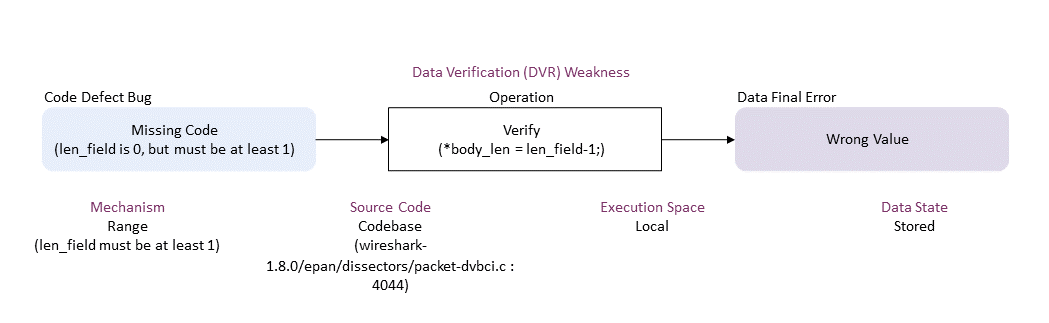 Data Verification (DVR) Weakness
Code Defect Bug
Operation
Data Final Error
Missing Code
(len_field is 0, but must be at least 1)
Verify
(*body_len = len_field-1;)
Wrong Value
Mechanism
Range
(len_field must be at least 1)
Source Code
Codebase
(wireshark-
1.8.0/epan/dissectors/packet-dvbci.c :
4044)
Execution Space
Local
Data State
Stored